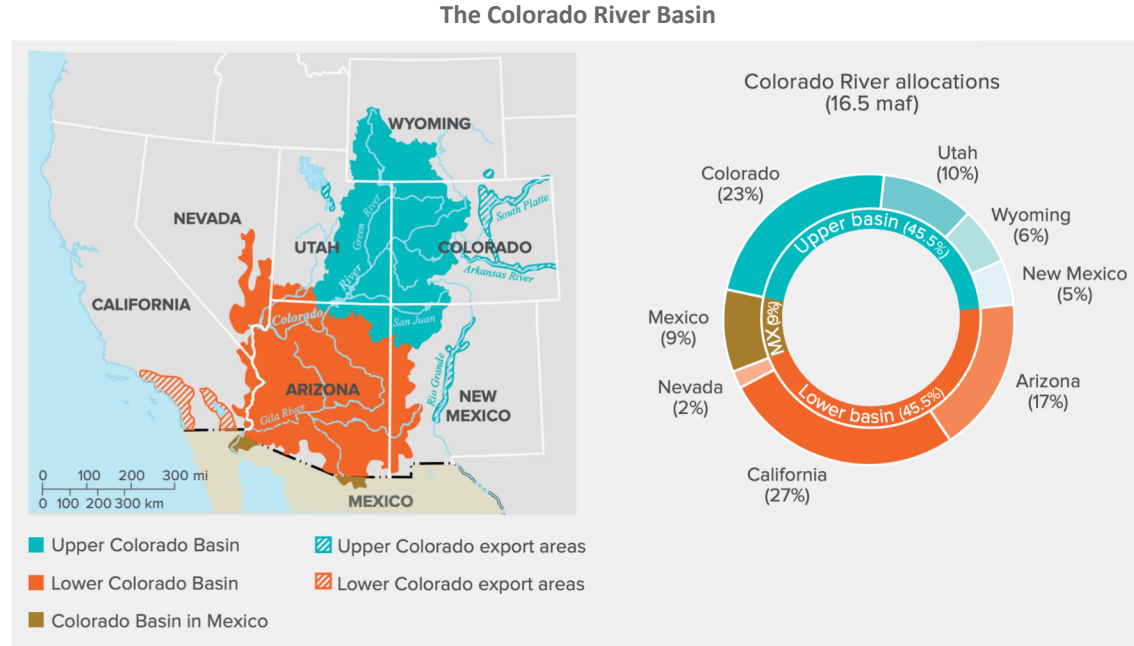 The Colorado River Basin
WYOMING
NEVADA
UTAH
COLORADO
CALIFORNIA
ARIZONA
NEW
MEXICO
MEXICO
Green River
South Platte
Arkansas River
River
Colorado
San Juan
Rio Grande
Gila River
0 100 200 300 mi
0 100 200 300 km
Upper Colorado Basin
Lower Colorado Basin
Colorado Basin in Mexico
Upper Colorado export areas
Lower Colorado export areas
Colorado River allocations
(16.5 maf)
Colorado
(23%)
Utah
(10%)
Wyoming
(6%)
New Mexico
(5%)
Arizona
(17%)
California
(27%)
Nevada
(2%)
Mexico
(9%)
Upper basin (45.5%)
Lower basin (45.5%)
MX (9%)